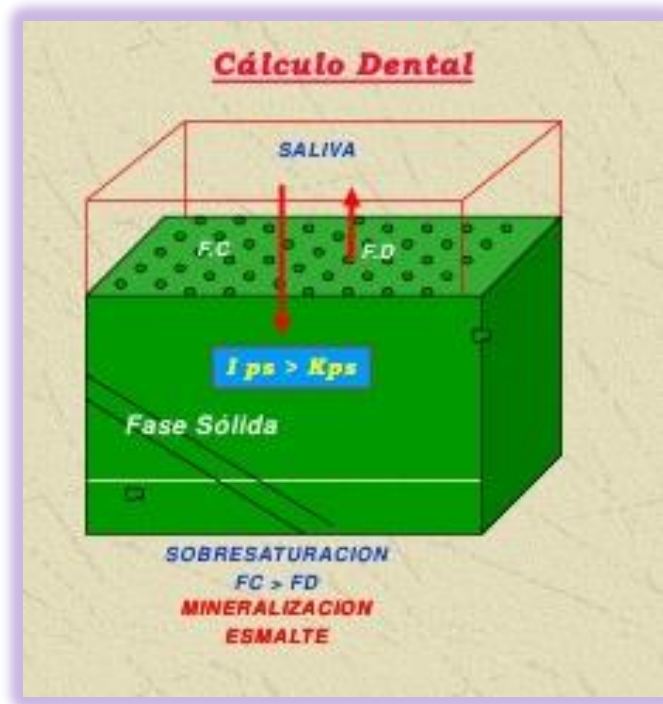 Cálculo Dental
SALIVA
F.C
F.D
I ps > Kps
Fase Sólida
SOBRESATURACION
FC > FD
MINERALIZACION
ESMALTE